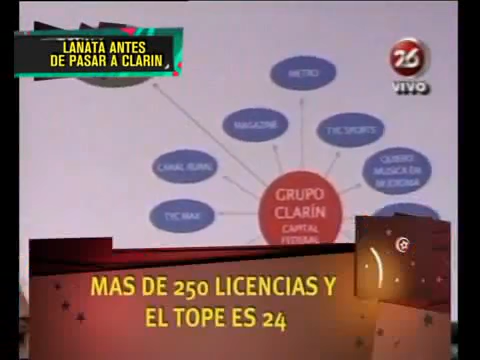 LANATA ANTES
DE PASAR A CLARIN
26
VIVO
METRO
MAGAZINE
TYC SPORTS
CANAL RURAL
QUIERO
MUSICA EN
MI IDIOMA
TYC MAX
GRUPO
CLARÍN
CAPITAL
FEDERAL
MAS DE 250 LICENCIAS Y
EL TOPE ES 24